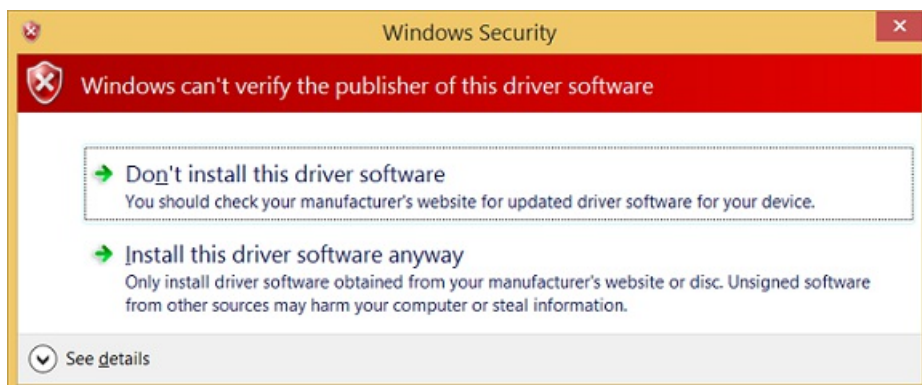 Windows Security
Windows can't verify the publisher of this driver software
Don't install this driver software
You should check your manufacturer's website for updated driver software for your device.
Install this driver software anyway
Only install driver software obtained from your manufacturer's website or disc. Unsigned software
from other sources may harm your computer or steal information.
See details